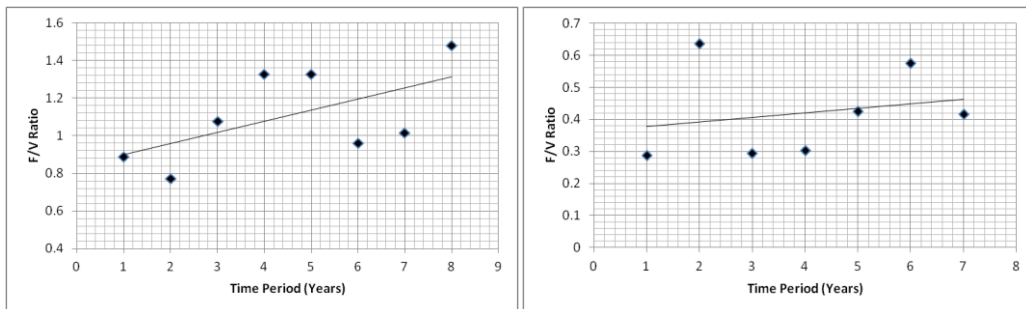 1.6
1.4
1.2
1
0.8
0.6
0.4
F/V Ratio
0 1 2 3 4 5 6 7 8 9
Time Period (Years)
0.7
0.6
0.5
0.4
0.3
0.2
0.1
0
F/V Ratio
0 1 2 3 4 5 6 7 8
Time Period (Years)